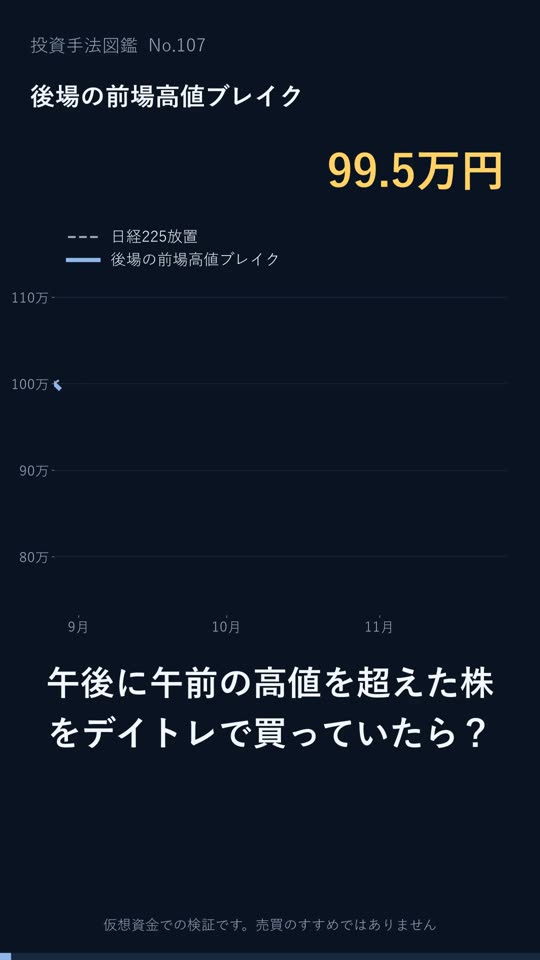 投資手法図鑑 No.107
後場の前場高値ブレイク
99.5万円
日経225放置
後場の前場高値ブレイク
110万
100万
90万
80万
9月 10月 11月
午後に午前の高値を超えた株
をデイトレで買っていたら？
仮想資金での検証です。売買のすすめではありません